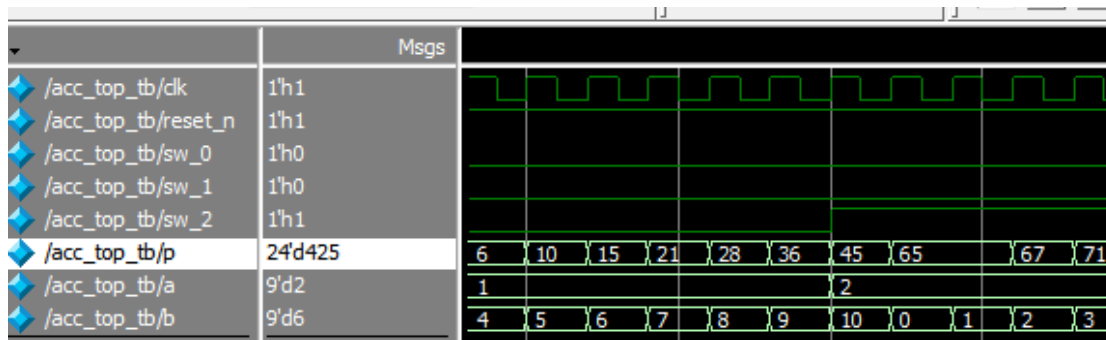 Msgs
/acc_top_tb/clk 1'h1
/acc_top_tb/reset_n 1'h1
/acc_top_tb/sw_0 1'h0
/acc_top_tb/sw_1 1'h0
/acc_top_tb/sw_2 1'h1
/acc_top_tb/p 24'd425 6 10 15 21 28 36 45 65 67 71
/acc_top_tb/a 9'd2 1 2
/acc_top_tb/b 9'd6 4 5 6 7 8 9 10 0 1 2 3